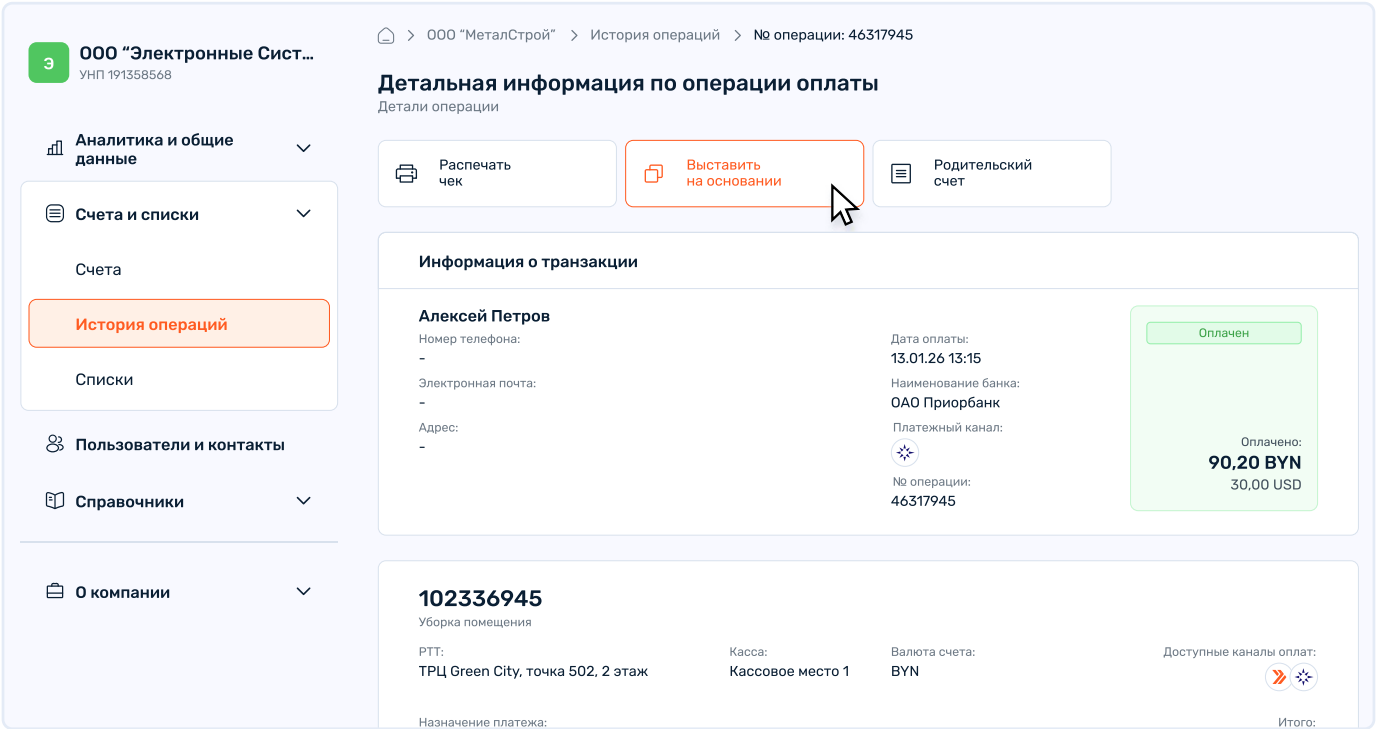 Э
ООО “Электронные Сист...
УНП 191358568
Аналитика и общие
данные
Счета и списки
Счета
История операций
Списки
Пользователи и контакты
Справочники
О компании
ООО “МеталСтрой”
История операций
№ операции: 46317945
Детальная информация по операции оплаты
Детали операции
Распечать
чек
Выставить
на основании
Родительский
счет
Информация о транзакции
Алексей Петров
Номер телефона:
-
Электронная почта:
-
Адрес:
-
Дата оплаты:
13.01.26 13:15
Наименование банка:
ОАО Приорбанк
Платежный канал:
№ операции:
46317945
Оплачен
Оплачено:
90,20 BYN
30,00 USD
102336945
Уборка помещения
РТТ:
ТРЦ Green City, точка 502, 2 этаж
Касса:
Кассовое место 1
Валюта счета:
BYN
Доступные каналы оплат:
Назначение платежа:
Итого: